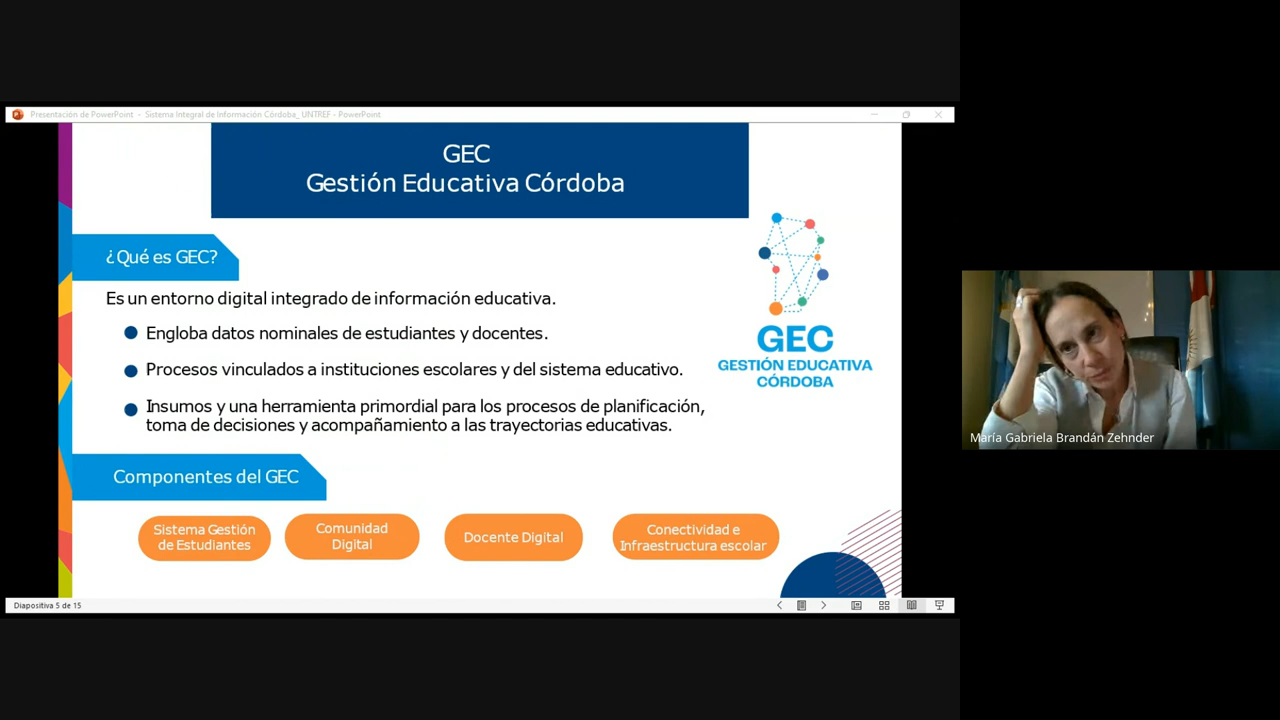 Presentación de PowerPoint - Sistema Integral de Información Córdoba_ UNTREF - PowerPoint
GEC
Gestión Educativa Córdoba
¿Qué es GEC?
Es un entorno digital integrado de información educativa.
Engloba datos nominales de estudiantes y docentes.
Procesos vinculados a instituciones escolares y del sistema educativo.
Insumos y una herramienta primordial para los procesos de planificación,
toma de decisiones y acompañamiento a las trayectorias educativas.
GEC
GESTIÓN EDUCATIVA
CÓRDOBA
María Gabriela Brandán Zehnder
Componentes del GEC
Sistema Gestión
de Estudiantes
Comunidad
Digital
Docente Digital
Conectividad e
Infraestructura escolar
Diapositiva 5 de 15